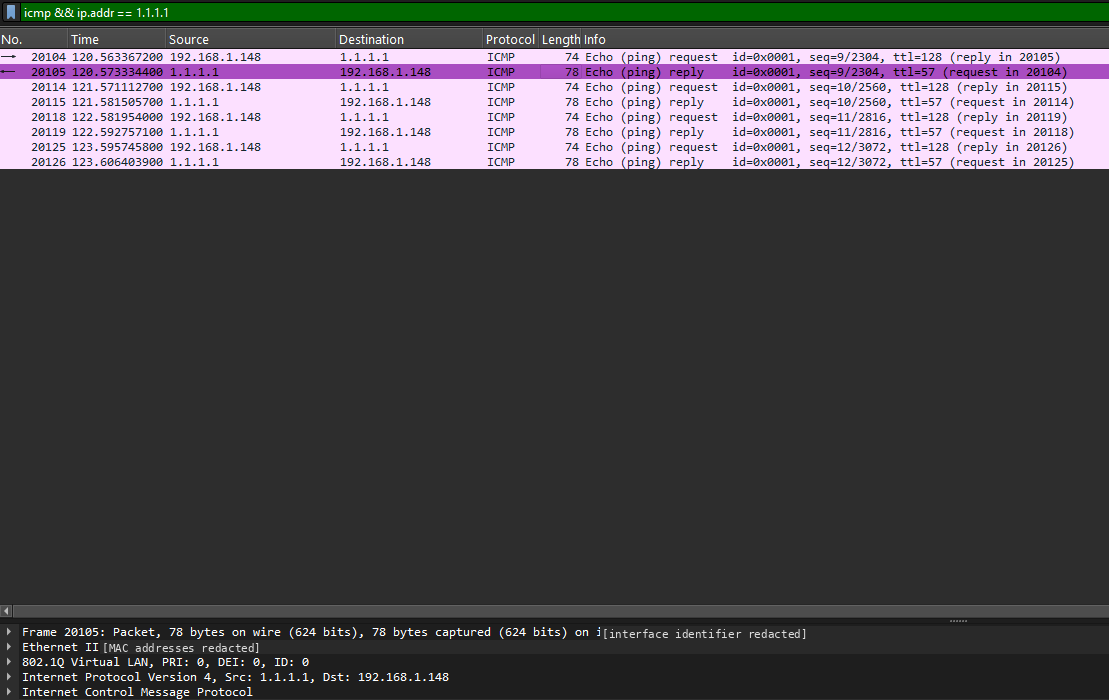 icmp && ip.addr == 1.1.1.1
No. Time Source Destination Protocol Length Info
20104 120.563367200 192.168.1.148 1.1.1.1 ICMP 74 Echo (ping) request id=0x0001, seq=9/2304, ttl=128 (reply in 20105)
20105 120.573334400 1.1.1.1 192.168.1.148 ICMP 78 Echo (ping) reply id=0x0001, seq=9/2304, ttl=57 (request in 20104)
20114 121.571112700 192.168.1.148 1.1.1.1 ICMP 74 Echo (ping) request id=0x0001, seq=10/2560, ttl=128 (reply in 20115)
20115 121.581505700 1.1.1.1 192.168.1.148 ICMP 78 Echo (ping) reply id=0x0001, seq=10/2560, ttl=57 (request in 20114)
20118 122.581954000 192.168.1.148 1.1.1.1 ICMP 74 Echo (ping) request id=0x0001, seq=11/2816, ttl=128 (reply in 20119)
20119 122.592757100 1.1.1.1 192.168.1.148 ICMP 78 Echo (ping) reply id=0x0001, seq=11/2816, ttl=57 (request in 20118)
20125 123.595745800 192.168.1.148 1.1.1.1 ICMP 74 Echo (ping) request id=0x0001, seq=12/3072, ttl=128 (reply in 20126)
20126 123.606403900 1.1.1.1 192.168.1.148 ICMP 78 Echo (ping) reply id=0x0001, seq=12/3072, ttl=57 (request in 20125)
Frame 20105: Packet, 78 bytes on wire (624 bits), 78 bytes captured (624 bits) on i[interface identifier redacted]
Ethernet II [MAC addresses redacted]
802.1Q Virtual LAN, PRI: 0, DEI: 0, ID: 0
Internet Protocol Version 4, Src: 1.1.1.1, Dst: 192.168.1.148
Internet Control Message Protocol